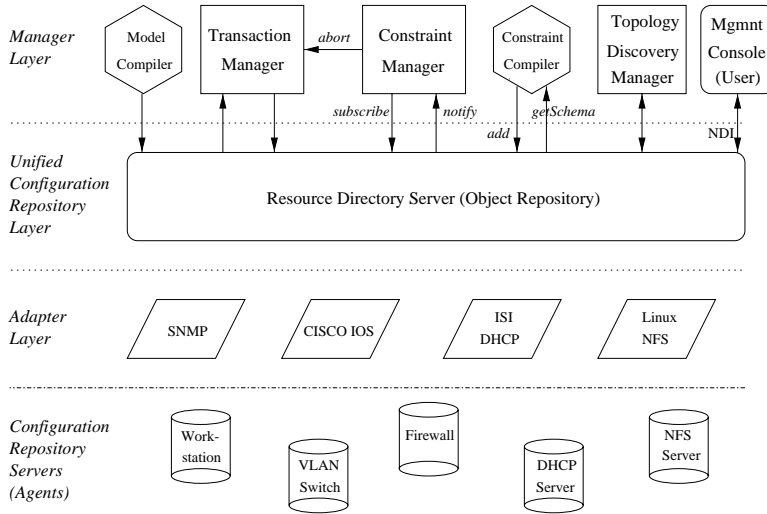 Manager
Layer
Model
Compiler
Transaction
Manager
abort
Constraint
Manager
Constraint
Compiler
Topology
Discovery
Manager
Mgmnt
Console
(User)
subscribe
notify
add
getSchema
NDI
Unified
Configuration
Repository
Layer
Resource Directory Server (Object Repository)
Adapter
Layer
SNMP
CISCO IOS
ISI
DHCP
Linux
NFS
Configuration
Repository
Servers
(Agents)
Work-
station
VLAN
Switch
Firewall
DHCP
Server
NFS
Server